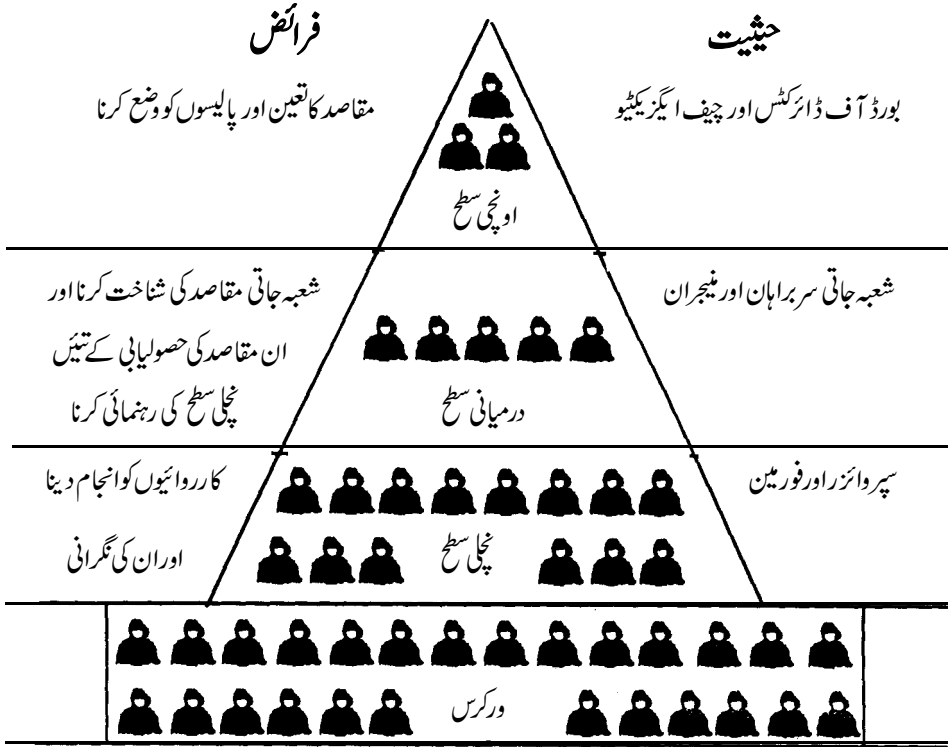 حیثیت
فرائض
بورڈ آف ڈائرکٹس اور چیف ایگزیکٹیو
مقاصد کا تعین اور پالیسوں کو وضع کرنا
اونچی سطح
شعبہ جاتی سربراہان اور منیجران
شعبہ جاتی مقاصد کی شناخت کرنا اور
ان مقاصد کی حصولیابی کے تئیں
نچلی سطح کی رہنمائی کرنا
درمیانی سطح
سپروائزر اور فورمین
کارروائیوں کو انجام دینا
اور ان کی نگرانی
نچلی سطح
ورکرس